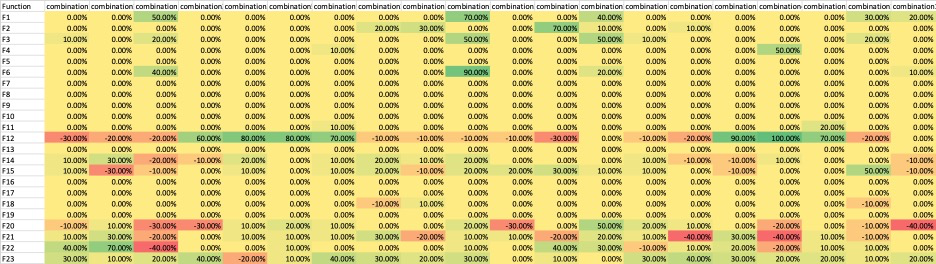 Function combination combination combination combination combination combination combination combination combination combination combination combination combination combination combination combination combination combination combination combination
F1 0.00% 0.00% 50.00% 0.00% 0.00% 0.00% 0.00% 0.00% 0.00% 70.00% 0.00% 0.00% 40.00% 0.00% 0.00% 0.00% 0.00% 0.00% 30.00% 20.00%
F2 0.00% 0.00% 0.00% 0.00% 0.00% 0.00% 0.00% 20.00% 30.00% 0.00% 0.00% 70.00% 10.00% 0.00% 10.00% 0.00% 0.00% 0.00% 0.00% 0.00%
F3 10.00% 0.00% 20.00% 0.00% 0.00% 0.00% 0.00% 0.00% 0.00% 50.00% 0.00% 0.00% 50.00% 10.00% 0.00% 0.00% 0.00% 0.00% 20.00% 0.00%
F4 0.00% 0.00% 0.00% 0.00% 0.00% 0.00% 10.00% 0.00% 0.00% 0.00% 0.00% 0.00% 0.00% 0.00% 0.00% 0.00% 50.00% 0.00% 0.00% 0.00%
F5 0.00% 0.00% 0.00% 0.00% 0.00% 0.00% 0.00% 0.00% 0.00% 0.00% 0.00% 0.00% 0.00% 0.00% 0.00% 0.00% 0.00% 0.00% 0.00% 0.00%
F6 0.00% 0.00% 40.00% 0.00% 0.00% 0.00% 0.00% 0.00% 0.00% 90.00% 0.00% 0.00% 20.00% 0.00% 0.00% 0.00% 0.00% 0.00% 0.00% 10.00%
F7 0.00% 0.00% 0.00% 0.00% 0.00% 0.00% 0.00% 0.00% 0.00% 0.00% 0.00% 0.00% 0.00% 0.00% 0.00% 0.00% 0.00% 0.00% 0.00% 0.00%
F8 0.00% 0.00% 0.00% 0.00% 0.00% 0.00% 0.00% 0.00% 0.00% 0.00% 0.00% 0.00% 0.00% 0.00% 0.00% 0.00% 0.00% 0.00% 0.00% 0.00%
F9 0.00% 0.00% 0.00% 0.00% 0.00% 0.00% 0.00% 0.00% 0.00% 0.00% 0.00% 0.00% 0.00% 0.00% 0.00% 0.00% 0.00% 0.00% 0.00% 0.00%
F10 0.00% 0.00% 0.00% 0.00% 0.00% 0.00% 0.00% 0.00% 0.00% 0.00% 0.00% 0.00% 0.00% 0.00% 0.00% 0.00% 0.00% 0.00% 0.00% 0.00%
F11 0.00% 0.00% 0.00% 0.00% 0.00% 0.00% 10.00% 0.00% 0.00% 0.00% 0.00% 0.00% 0.00% 0.00% 0.00% 0.00% 0.00% 20.00% 0.00% 0.00%
F12 -30.00% -20.00% -20.00% 60.00% 80.00% 80.00% 70.00% -10.00% -10.00% -10.00% -10.00% -30.00% 0.00% -10.00% -20.00% 90.00% 100.00% 70.00% -20.00% 0.00%
F13 0.00% 0.00% 0.00% 0.00% 0.00% 0.00% 0.00% 0.00% 0.00% 0.00% 0.00% 0.00% 0.00% 0.00% 0.00% 0.00% 0.00% 0.00% 0.00% 0.00%
F14 10.00% 30.00% -20.00% -10.00% 20.00% 0.00% 10.00% 20.00% 10.00% 20.00% 0.00% 0.00% 0.00% 10.00% -10.00% -10.00% 10.00% 0.00% 0.00% -10.00%
F15 10.00% -30.00% -10.00% 0.00% 0.00% 0.00% 10.00% 20.00% -10.00% 20.00% 20.00% 30.00% 10.00% 0.00% 0.00% -10.00% 0.00% 0.00% 50.00% -10.00%
F16 0.00% 0.00% 0.00% 0.00% 0.00% 0.00% 0.00% 0.00% 0.00% 0.00% 0.00% 0.00% 0.00% 0.00% 0.00% 0.00% 0.00% 0.00% 0.00% 0.00%
F17 0.00% 0.00% 0.00% 0.00% 0.00% 0.00% 0.00% 0.00% 0.00% 0.00% 0.00% 0.00% 0.00% 0.00% 0.00% 0.00% 0.00% 0.00% 0.00% 0.00%
F18 0.00% 0.00% 0.00% 0.00% 0.00% 0.00% 0.00% -10.00% 10.00% 0.00% 0.00% 0.00% 0.00% 0.00% 0.00% 0.00% 0.00% 0.00% -10.00% 0.00%
F19 0.00% 0.00% 0.00% 0.00% 0.00% 0.00% 0.00% 0.00% 0.00% 0.00% 0.00% 0.00% 0.00% 0.00% 0.00% 0.00% 0.00% 0.00% 0.00% 0.00%
F20 -10.00% 10.00% -30.00% -30.00% 20.00% 10.00% 10.00% 0.00% 0.00% 10.00% -30.00% 0.00% 50.00% 20.00% 10.00% 0.00% -20.00% 0.00% -10.00% -40.00%
F21 10.00% 30.00% -20.00% 0.00% 0.00% 10.00% 10.00% 30.00% -20.00% 10.00% 0.00% -20.00% 20.00% 10.00% -40.00% 30.00% -40.00% 10.00% -10.00% 0.00%
F22 40.00% 70.00% -40.00% 0.00% 10.00% 10.00% 0.00% 0.00% 0.00% 0.00% 0.00% 40.00% 30.00% -10.00% 10.00% 0.00% -20.00% 10.00% 0.00% 0.00%
F23 30.00% 10.00% 20.00% 40.00% -20.00% 10.00% 40.00% 30.00% 20.00% 30.00% 0.00% 10.00% 0.00% 30.00% 40.00% 30.00% 10.00% 10.00% 20.00% 20.00%